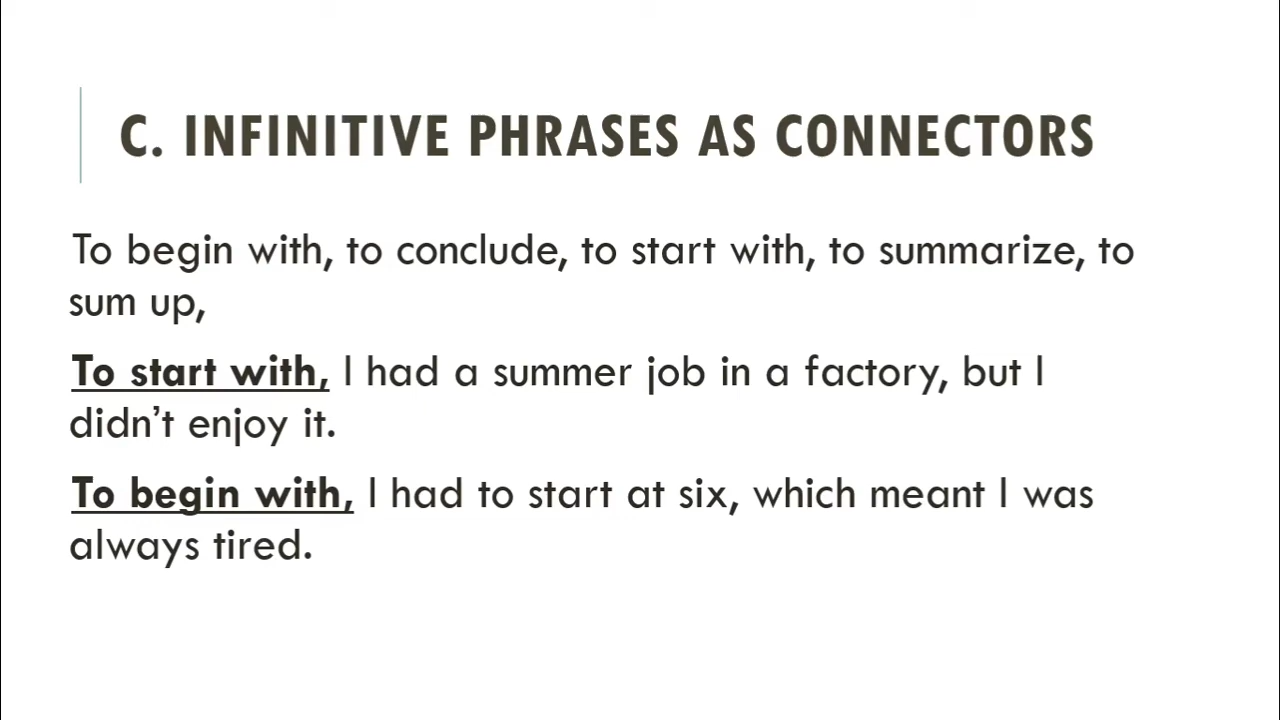 C. INFINITIVE PHRASES AS CONNECTORS
To begin with, to conclude, to start with, to summarize, to
sum up,
To start with, I had a summer job in a factory, but I
didn’t enjoy it.
To begin with, I had to start at six, which meant I was
always tired.